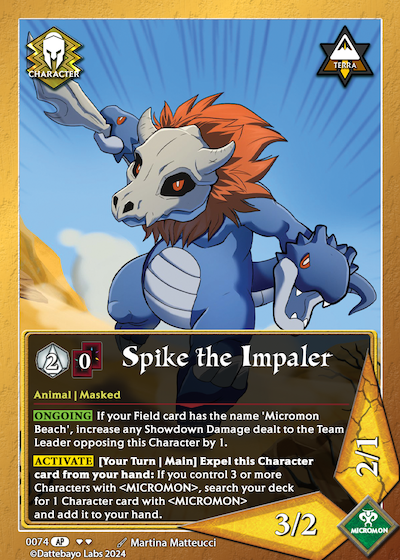 CHARACTER
TERRA
2 0 Spike the Impaler
Animal | Masked
ONGOING If your Field card has the name 'Micromon
Beach', increase any Showdown Damage dealt to the Team
Leader opposing this Character by 1.
ACTIVATE [Your Turn | Main] Expel this Character
card from your hand: If you control 3 or more
Characters with <MICROMON>, search your deck
for 1 Character card with <MICROMON>
and add it to your hand.
2/1
3/2
MICROMON
0074 AP ♥♥ Martina Matteucci
©Dattebayo Labs 2024